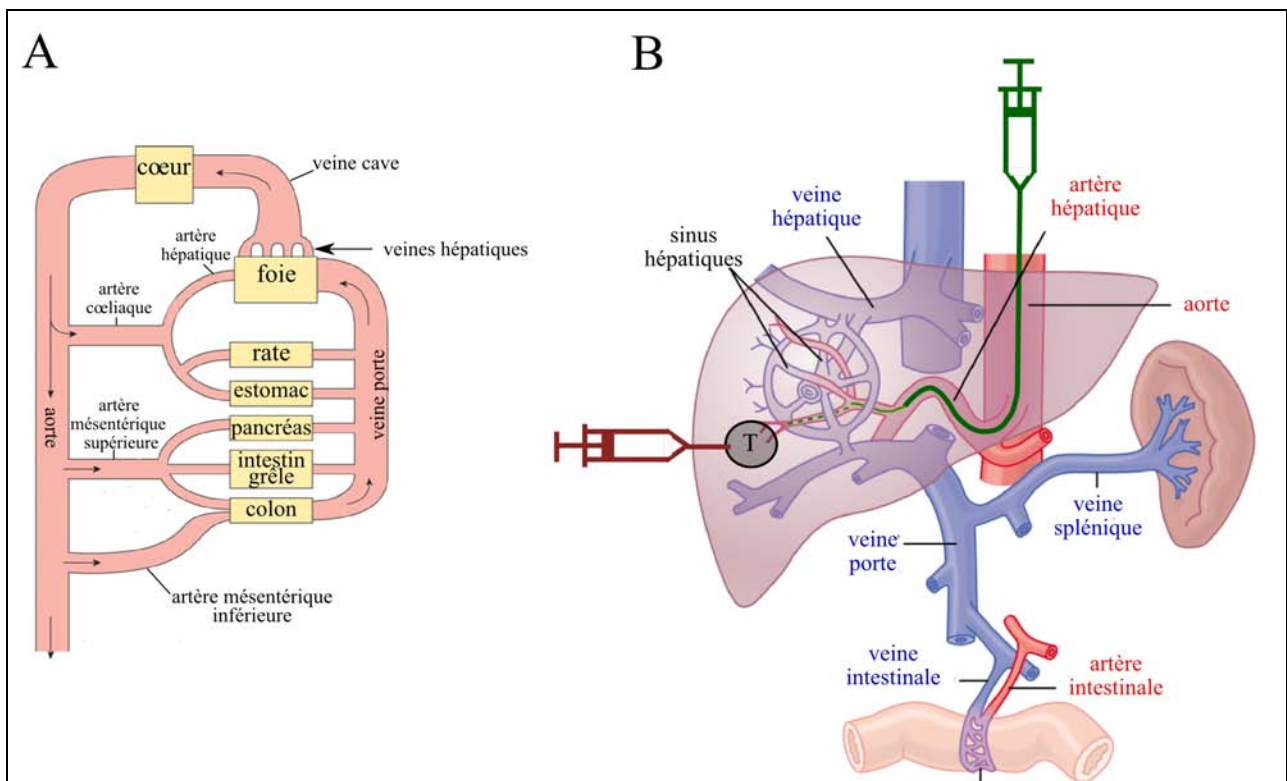 A
cœur
veine cave
artère
hépatique
veines hépatiques
foie
artère
cœliaque
rate
estomac
aorte
artère
mésentérique
supérieure
pancréas
intestin
grêle
colon
veine porte
artère mésentérique
inférieure
B
veine
hépatique
artère
hépatique
sinus
hépatiques
aorte
T
veine
splénique
veine
porte
veine
intestinale
artère
intestinale